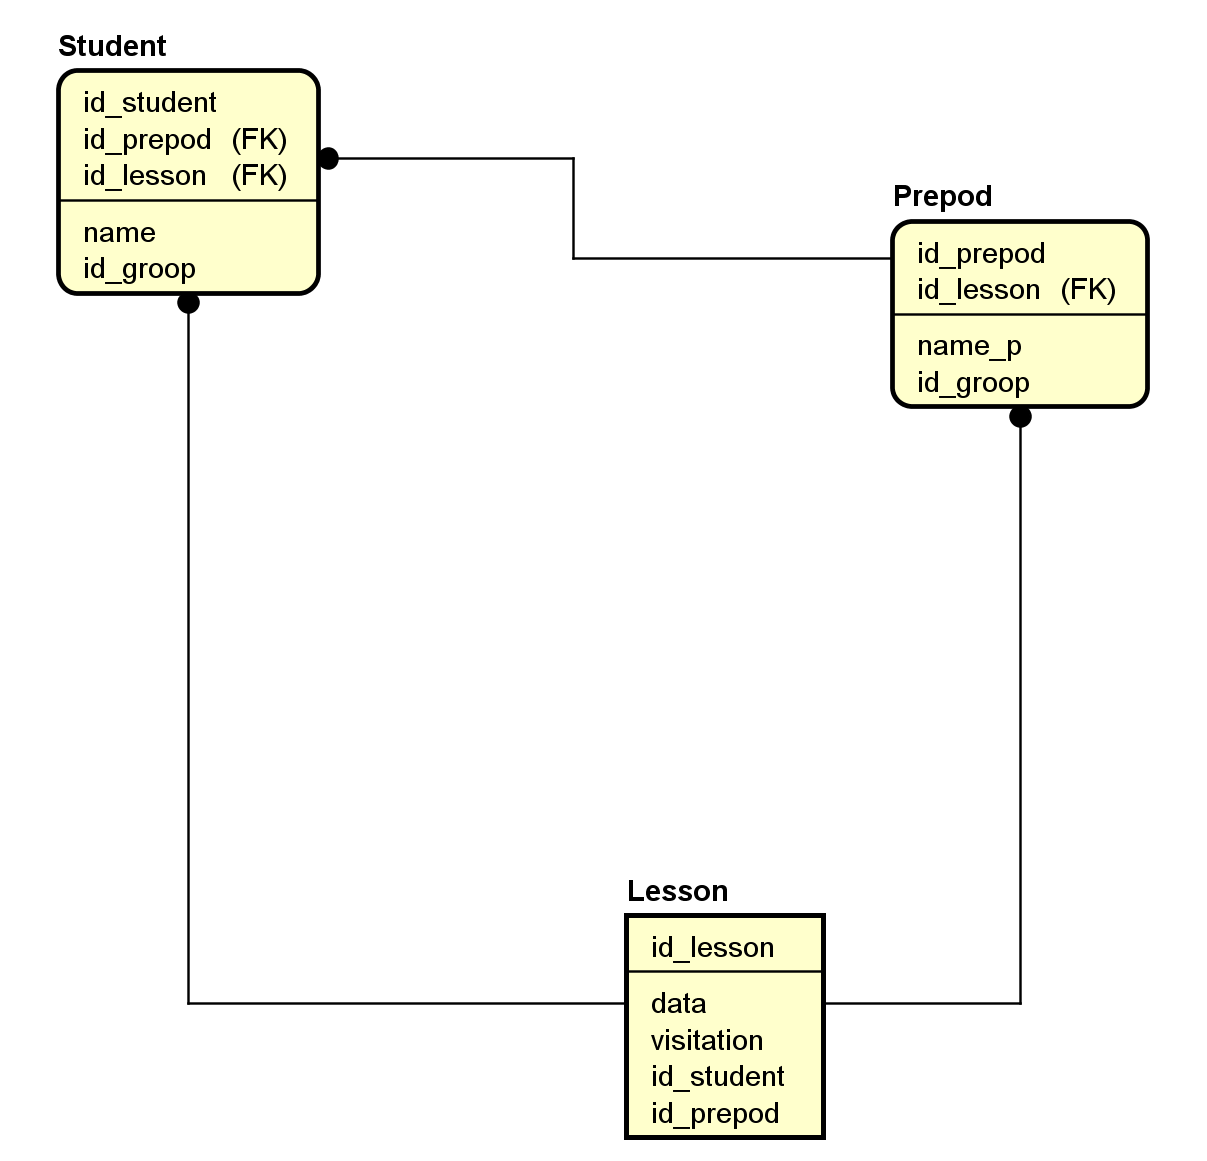 Student
id_student
id_prepod (FK)
id_lesson (FK)
name
id_groop
Prepod
id_prepod
id_lesson (FK)
name_p
id_groop
Lesson
id_lesson
data
visitation
id_student
id_prepod